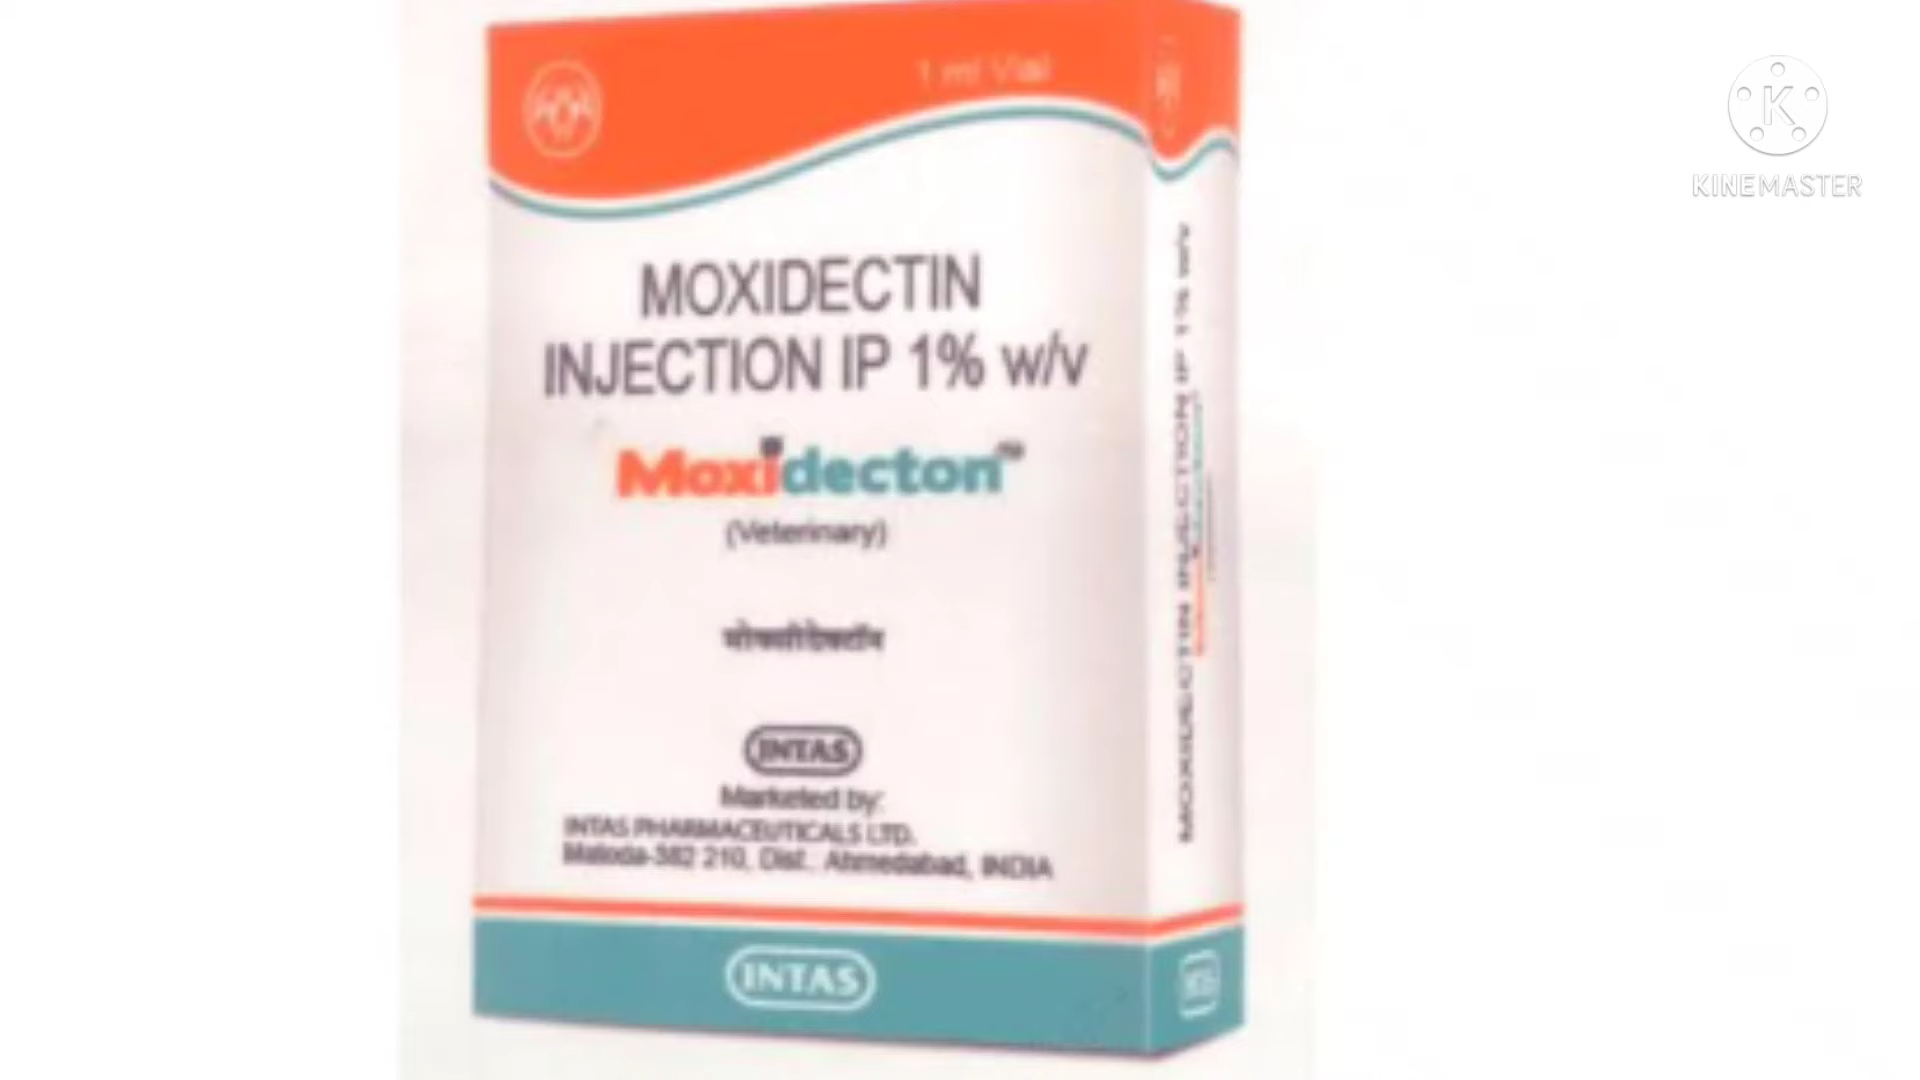 1 ml Vial
MOXIDECTIN
INJECTION IP 1% w/v
Moxidecton™
(Veterinary)
मोक्सीडेक्टॉन
INTAS
Marketed by:
INTAS PHARMACEUTICALS LTD.
Matoda-382 210, Dist.. Ahmedabad, INDIA
INTAS
MOXIDECTIN INJECTION IP 1% w/v
K
KINEMASTER